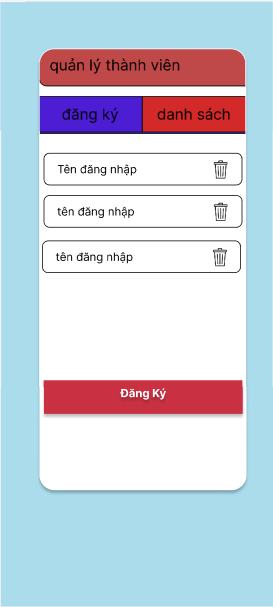 quản lý thành viên
đăng ký
danh sách
Tên đăng nhập
tên đăng nhập
tên đăng nhập
Đăng Ký